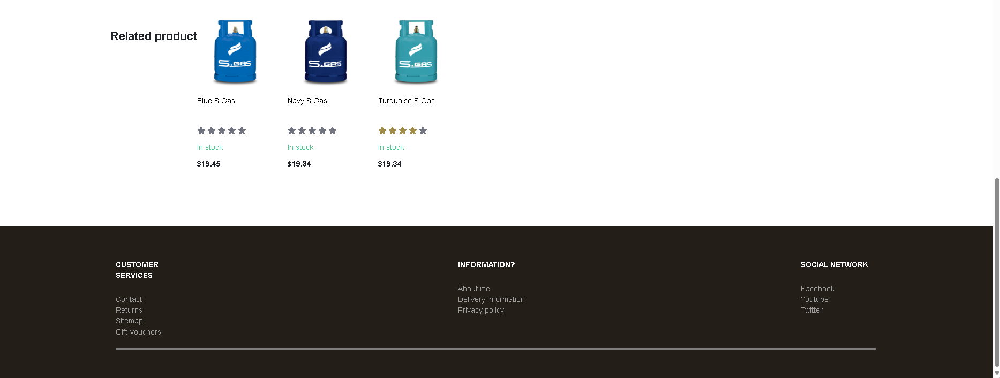 Related product
S.GAS
S.GAS
S.GAS
Blue S Gas
Navy S Gas
Turquoise S Gas
In stock
In stock
In stock
$19.45
$19.34
$19.34
CUSTOMER
SERVICES
Contact
Returns
Sitemap
Gift Vouchers
INFORMATION?
About me
Delivery information
Privacy policy
SOCIAL NETWORK
Facebook
Youtube
Twitter